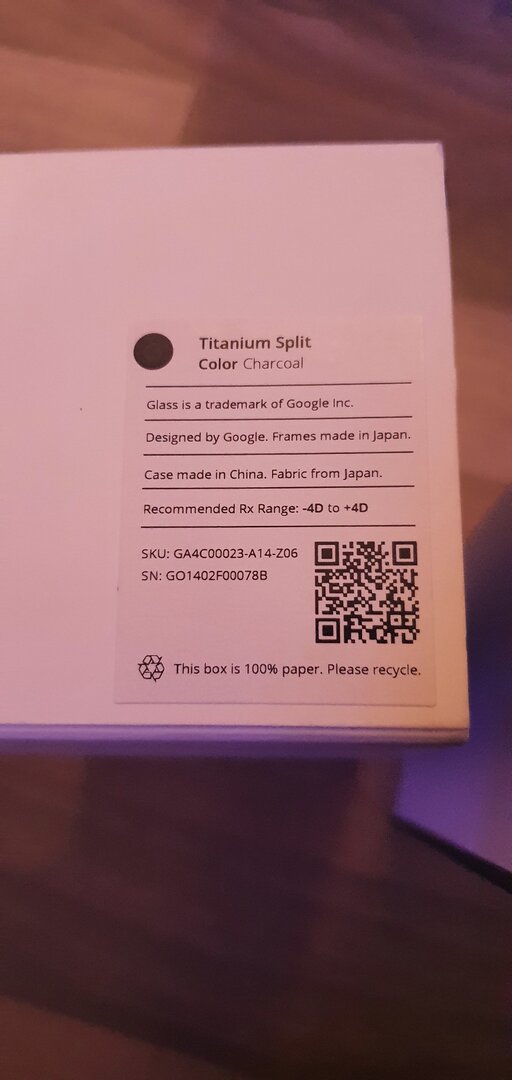 Titanium Split
Color Charcoal
Glass is a trademark of Google Inc.
Designed by Google. Frames made in Japan.
Case made in China. Fabric from Japan.
Recommended Rx Range: -4D to +4D
SKU: GA4C00023-A14-Z06
SN: GO1402F00078B
This box is 100% paper. Please recycle.